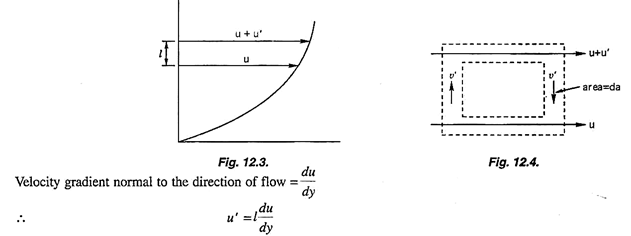 u + u'
l
u
u+u'
v'
v'
area=da
u
Fig. 12.3.
Fig. 12.4.
Velocity gradient normal to the direction of flow = du/dy
∴ u' = l du/dy